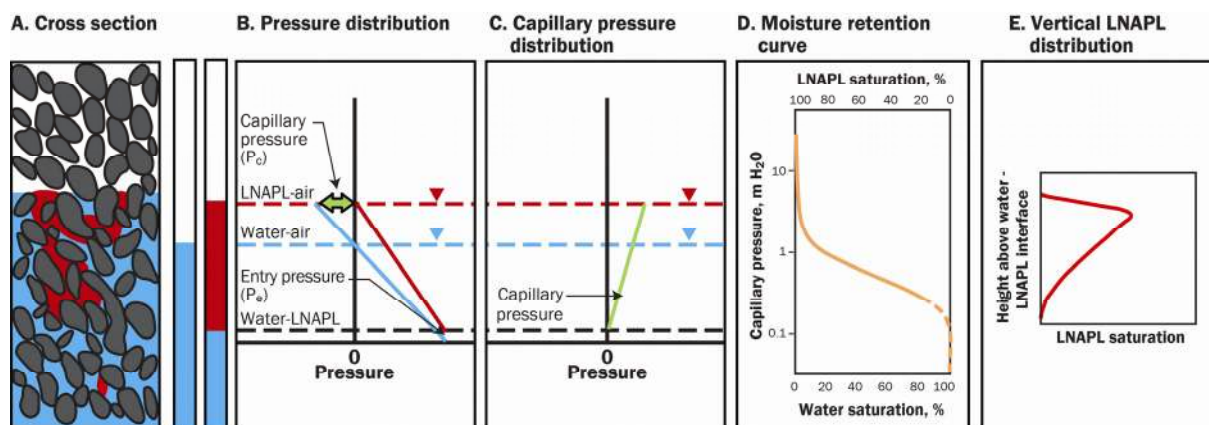 A. Cross section
B. Pressure distribution
Capillary
pressure
(Pc)
LNAPL-air
Water-air
Entry pressure
(Pe)
Water-LNAPL
0
Pressure
C. Capillary pressure
distribution
Capillary
pressure
0
Pressure
D. Moisture retention
curve
LNAPL saturation, %
100 80 60 40 20 0
Capillary pressure, m H20
10
1
0.1
0 20 40 60 80 100
Water saturation, %
E. Vertical LNAPL
distribution
Height above water -
LNAPL interface
LNAPL saturation